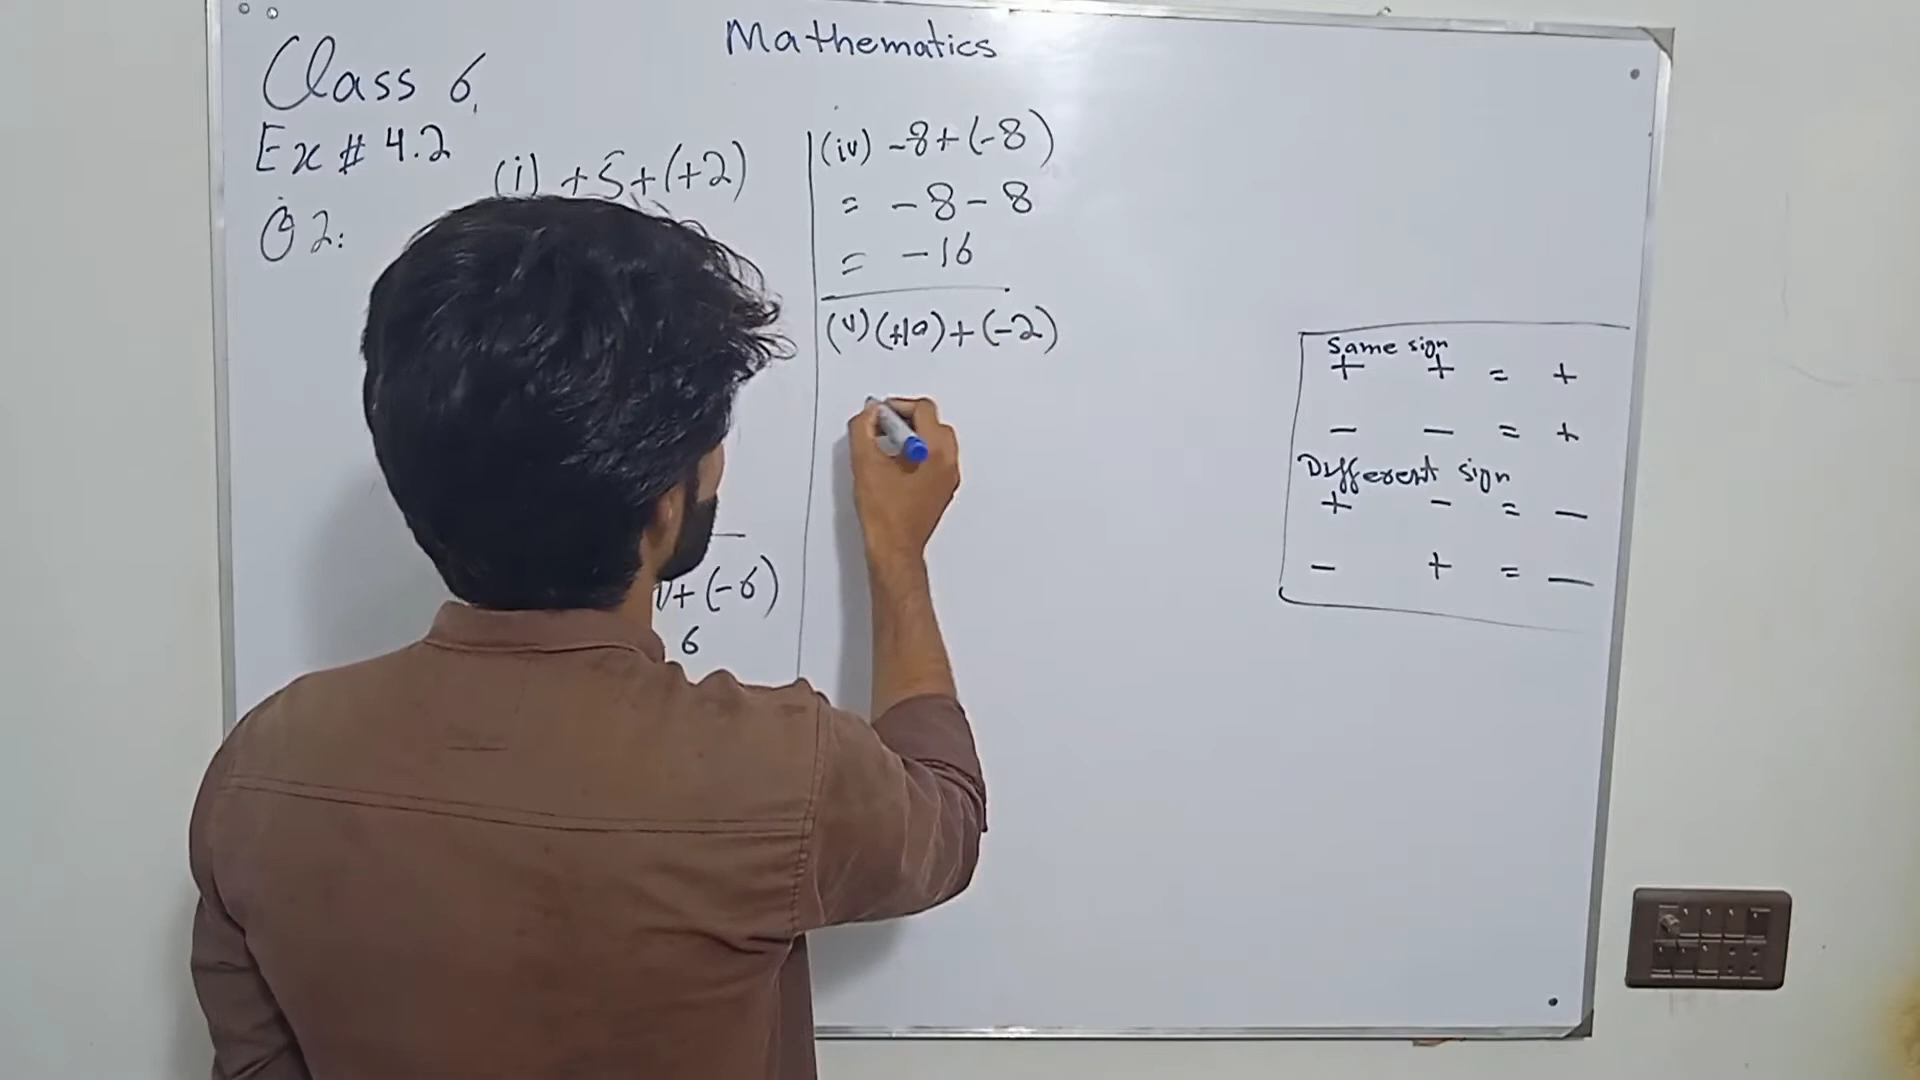 Mathematics
Class 6
Ex # 4.2
Q 2:
(i) +5+(+2)
+(-6)
6
(iv) -8+(-8)
= -8-8
= -16
(v) (+10)+(-2)
Same sign
+ + = +
- - = +
Different sign
+ - = -
- + = -